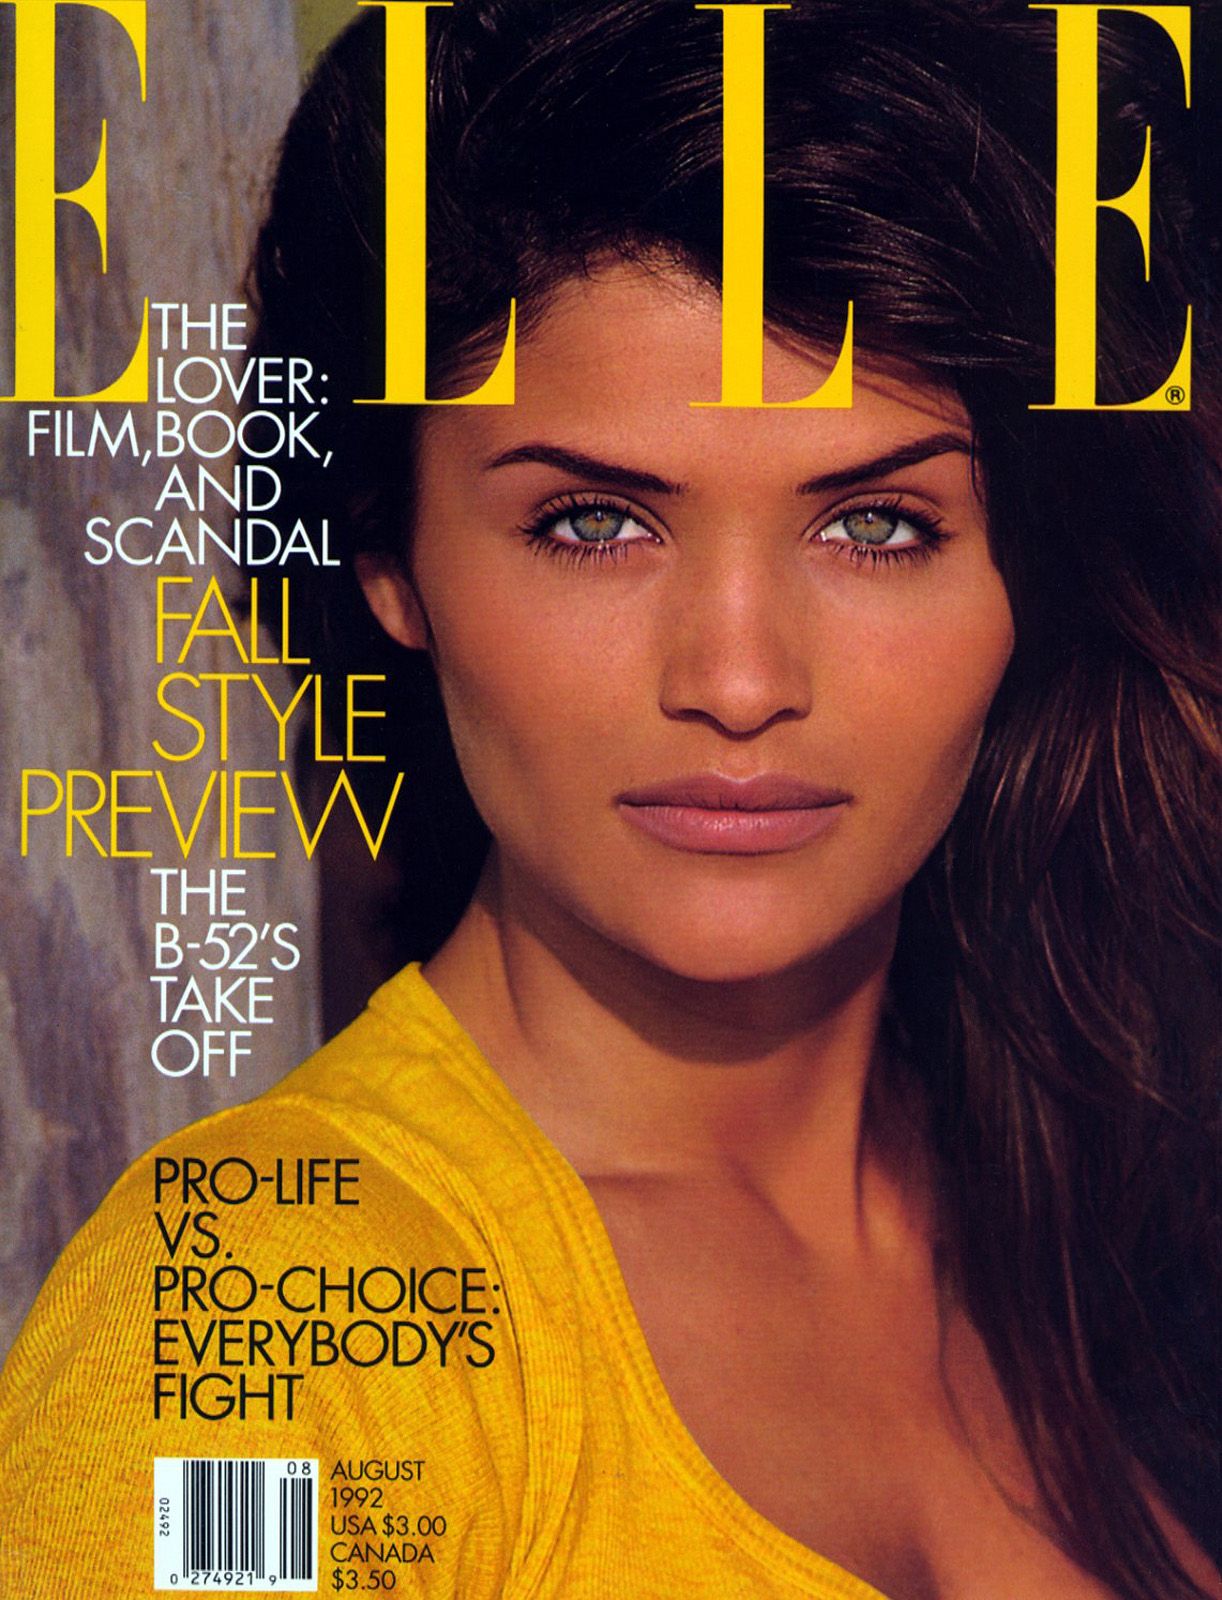 ELLE
®
THE
LOVER:
FILM, BOOK,
AND
SCANDAL
FALL
STYLE
PREVIEW
THE
B-52'S
TAKE
OFF
PRO-LIFE
VS.
PRO-CHOICE:
EVERYBODY'S
FIGHT
08
02492
0 274921 9
AUGUST
1992
USA $3.00
CANADA
$3.50